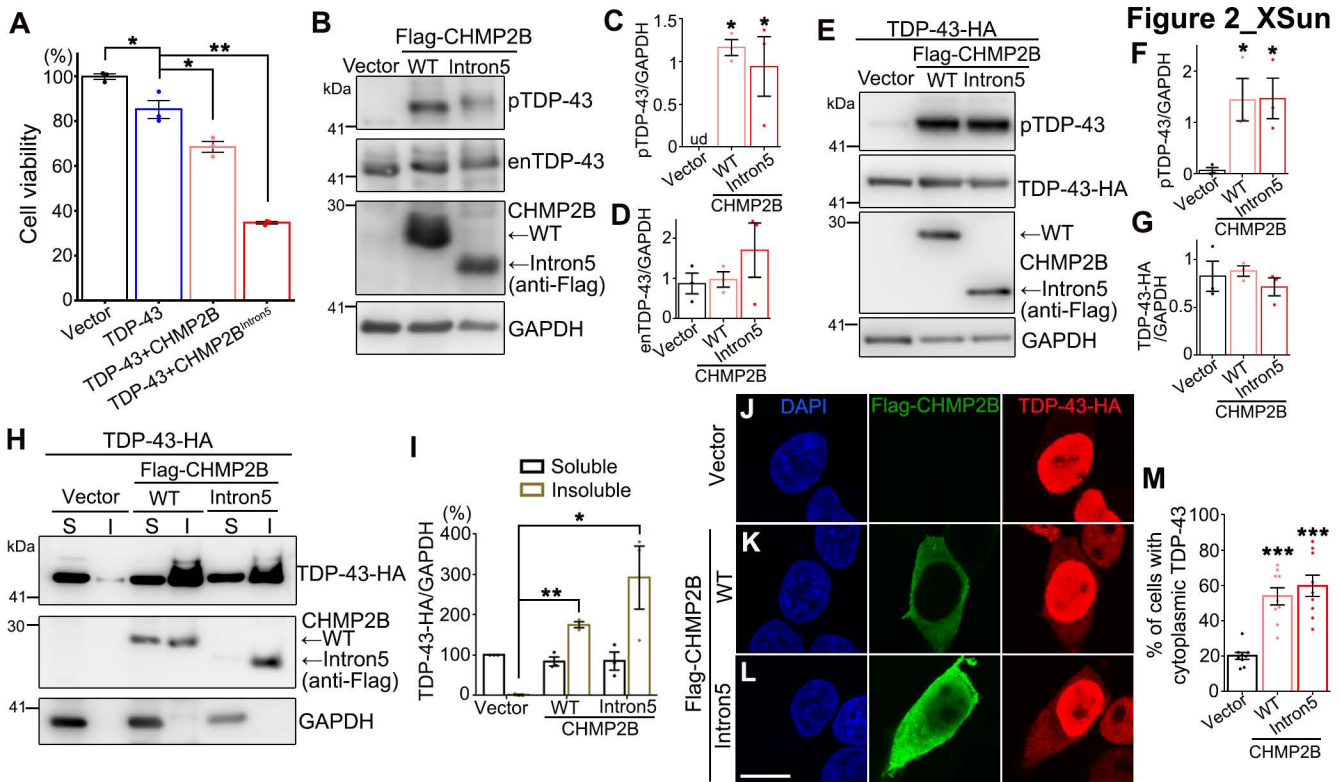 Figure 2_XSun
A
(%)
100
80
60
40
20
0
Cell viability
*
*
**
Vector
TDP-43
TDP-43+CHMP2B
TDP-43+CHMP2B^Intron5
B
Flag-CHMP2B
Vector WT Intron5
kDa
41
pTDP-43
41
enTDP-43
30
CHMP2B
←WT
←Intron5
(anti-Flag)
41
GAPDH
C
pTDP-43/GAPDH
1.5
1
0.5
0
ud
*
*
Vector
WT
Intron5
CHMP2B
D
enTDP-43/GAPDH
2
1
0
Vector
WT
Intron5
CHMP2B
E
TDP-43-HA
Flag-CHMP2B
Vector WT Intron5
kDa
41
pTDP-43
41
TDP-43-HA
30
←WT
CHMP2B
←Intron5
(anti-Flag)
41
GAPDH
F
pTDP-43/GAPDH
2
1
0
*
*
Vector
WT
Intron5
CHMP2B
G
TDP-43-HA
/GAPDH
1
0.5
0
Vector
WT
Intron5
CHMP2B
H
TDP-43-HA
Flag-CHMP2B
Vector WT Intron5
S I S I S I
kDa
41
TDP-43-HA
30
CHMP2B
←WT
←Intron5
(anti-Flag)
41
GAPDH
I
Soluble
Insoluble
(%)
400
300
200
100
0
TDP-43-HA/GAPDH
*
**
Vector
WT
Intron5
CHMP2B
J
DAPI
Flag-CHMP2B
TDP-43-HA
Vector
K
WT
L
Intron5
Flag-CHMP2B
M
% of cells with
cytoplasmic TDP-43
100
80
60
40
20
0
***
***
Vector
WT
Intron5
CHMP2B